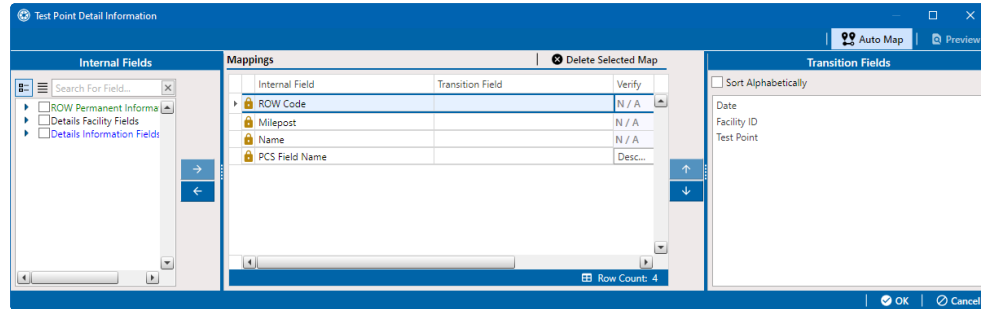 Test Point Detail Information
Auto Map
Preview
Internal Fields
Search For Field...
ROW Permanent Informa
Details Facility Fields
Details Information Fields
Mappings
Delete Selected Map
Internal Field Transition Field Verify
ROW Code N / A
Milepost N / A
Name N / A
PCS Field Name Desc...
Row Count: 4
Transition Fields
Sort Alphabetically
Date
Facility ID
Test Point
OK
Cancel